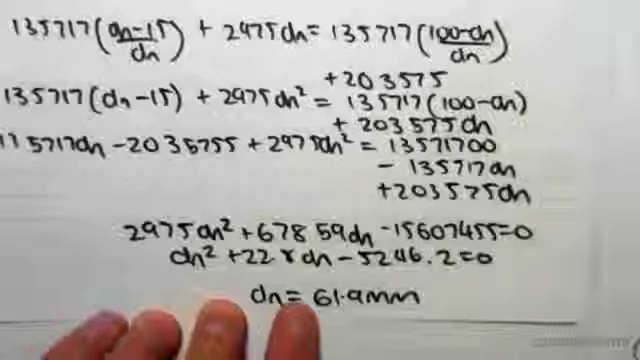 135717(dn-15/dn) + 2975dn = 135717(100-dn/dn)
+203575
135717(dn-15) + 2975dn² = 135717(100-dn)
+ 203575dn
135717dn - 2035755 + 2975dn² = 13571700
- 135717dn
+203575dn
2975dn² + 67859dn - 15607455=0
dn² + 22.8dn - 5246.2=0
dn = 61.9mm